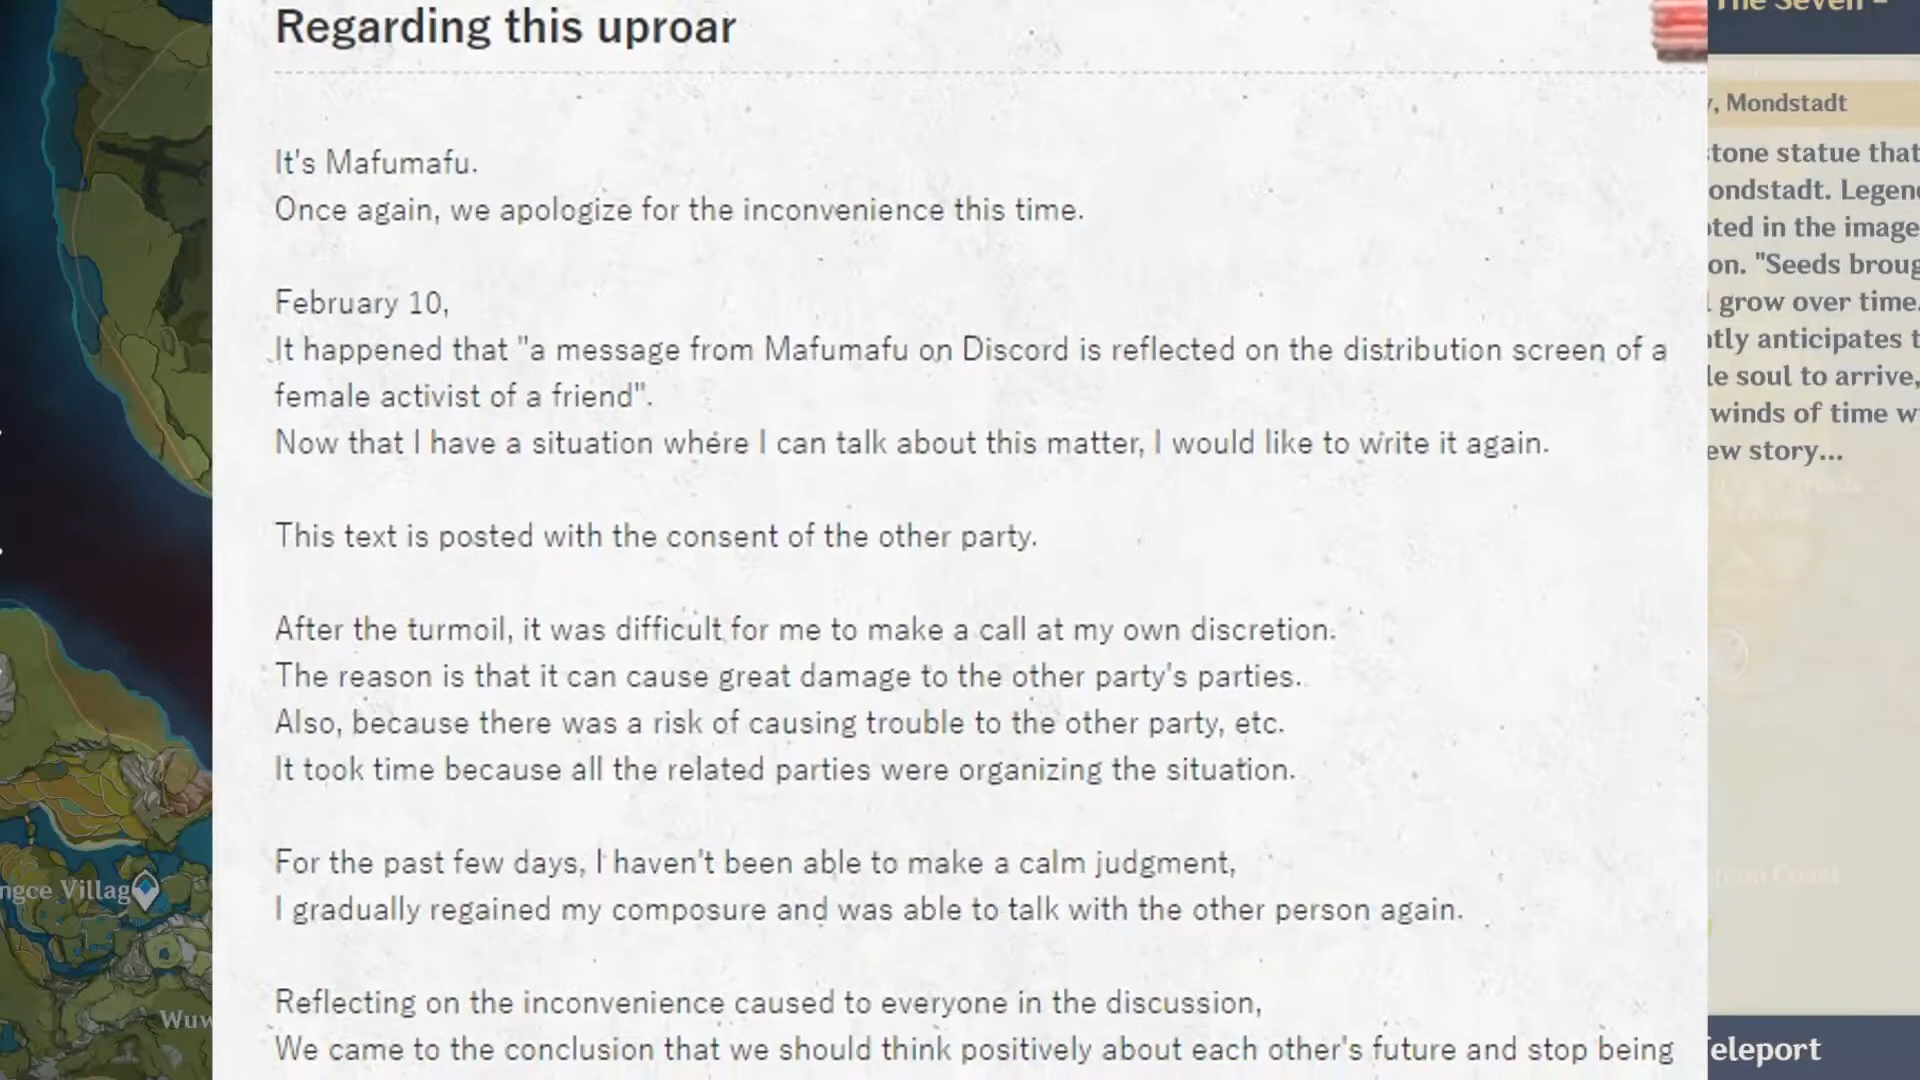 Regarding this uproar
It's Mafumafu.
Once again, we apologize for the inconvenience this time.
February 10,
It happened that "a message from Mafumafu on Discord is reflected on the distribution screen of a
female activist of a friend".
Now that I have a situation where I can talk about this matter, I would like to write it again.
This text is posted with the consent of the other party.
After the turmoil, it was difficult for me to make a call at my own discretion.
The reason is that it can cause great damage to the other party's parties.
Also, because there was a risk of causing trouble to the other party, etc.
It took time because all the related parties were organizing the situation.
For the past few days, I haven't been able to make a calm judgment,
I gradually regained my composure and was able to talk with the other person again.
Reflecting on the inconvenience caused to everyone in the discussion,
We came to the conclusion that we should think positively about each other's future and stop being
The Seven –
, Mondstadt
stone statue that
ondstadt. Legen
ted in the image
on. "Seeds broug
grow over time.
tly anticipates t
le soul to arrive,
winds of time w
ew story...
eleport
ngce Villag
Wuw